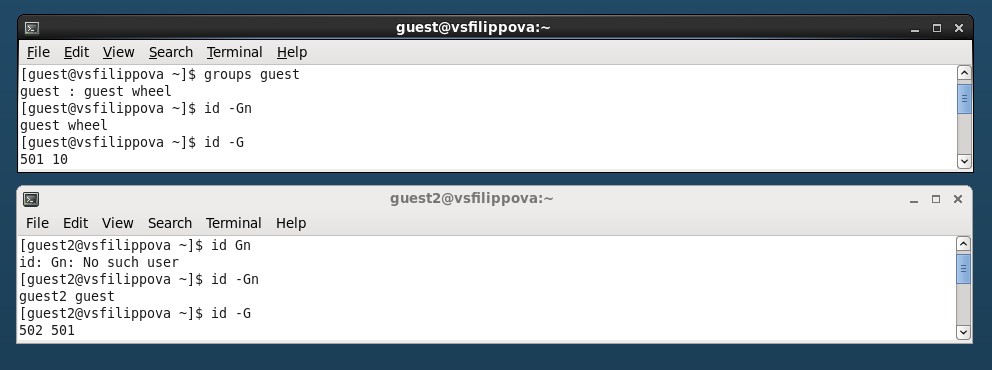 guest@vsfilippova:~
File Edit View Search Terminal Help
[guest@vsfilippova ~]$ groups guest
guest : guest wheel
[guest@vsfilippova ~]$ id -Gn
guest wheel
[guest@vsfilippova ~]$ id -G
501 10
guest2@vsfilippova:~
File Edit View Search Terminal Help
[guest2@vsfilippova ~]$ id Gn
id: Gn: No such user
[guest2@vsfilippova ~]$ id -Gn
guest2 guest
[guest2@vsfilippova ~]$ id -G
502 501